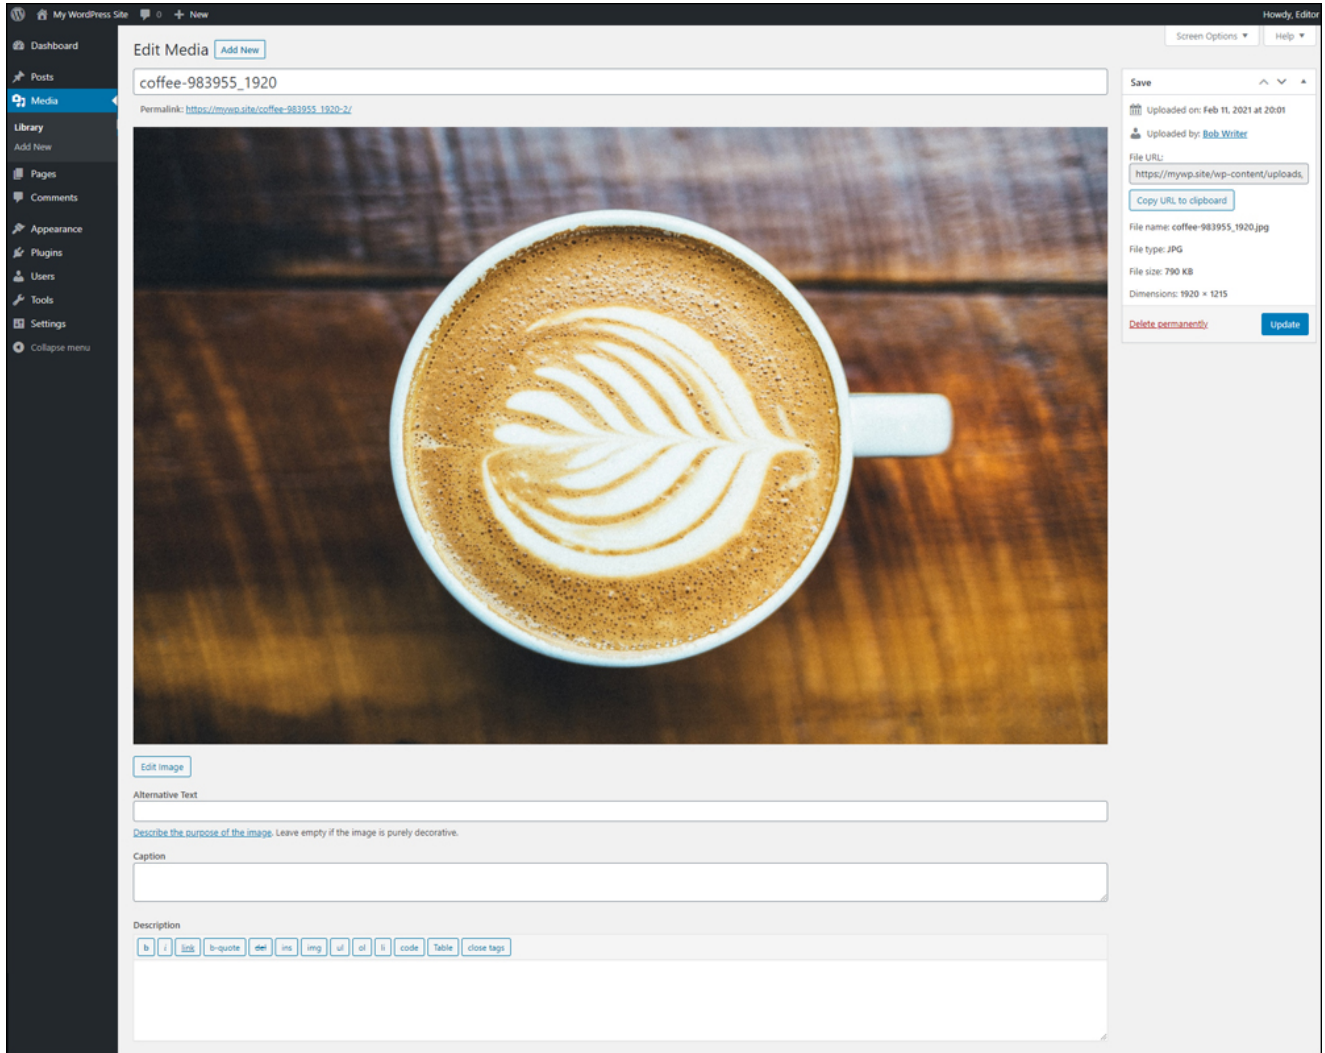 My WordPress Site 0 + New Howdy, Editor
Screen Options ▼ Help ▼
Dashboard
Posts
Media
Library
Add New
Pages
Comments
Appearance
Plugins
Users
Tools
Settings
Collapse menu
Edit Media Add New
coffee-983955_1920
Permalink: https://mywp.site/coffee-983955_1920-2/
Edit Image
Alternative Text
Describe the purpose of the image. Leave empty if the image is purely decorative.
Caption
Description
b i link b-quote del ins img ul ol li code Table close tags
Save
Uploaded on: Feb 11, 2021 at 20:01
Uploaded by: Bob Writer
File URL:
https://mywp.site/wp-content/uploads,
Copy URL to clipboard
File name: coffee-983955_1920.jpg
File type: JPG
File size: 790 KB
Dimensions: 1920 × 1215
Delete permanently Update